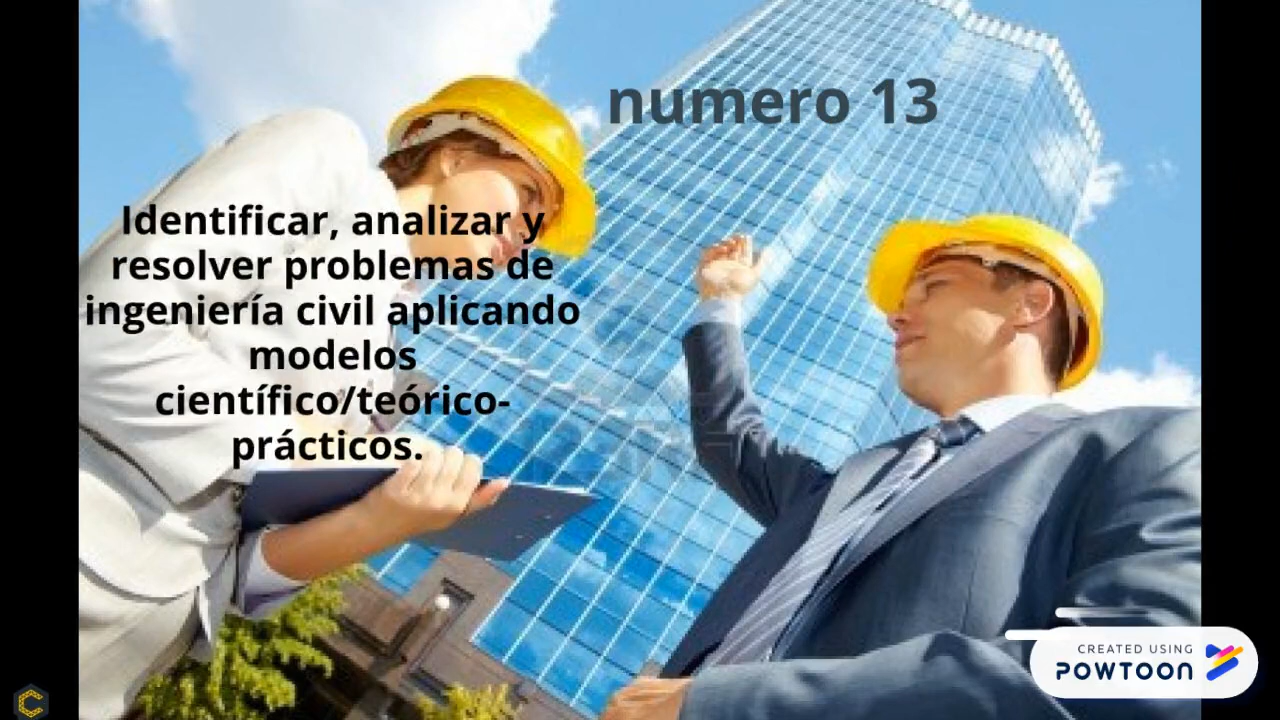 numero 13
Identificar, analizar y
resolver problemas de
ingeniería civil aplicando
modelos
científico/teórico-
prácticos.
CREATED USING
POWTOON